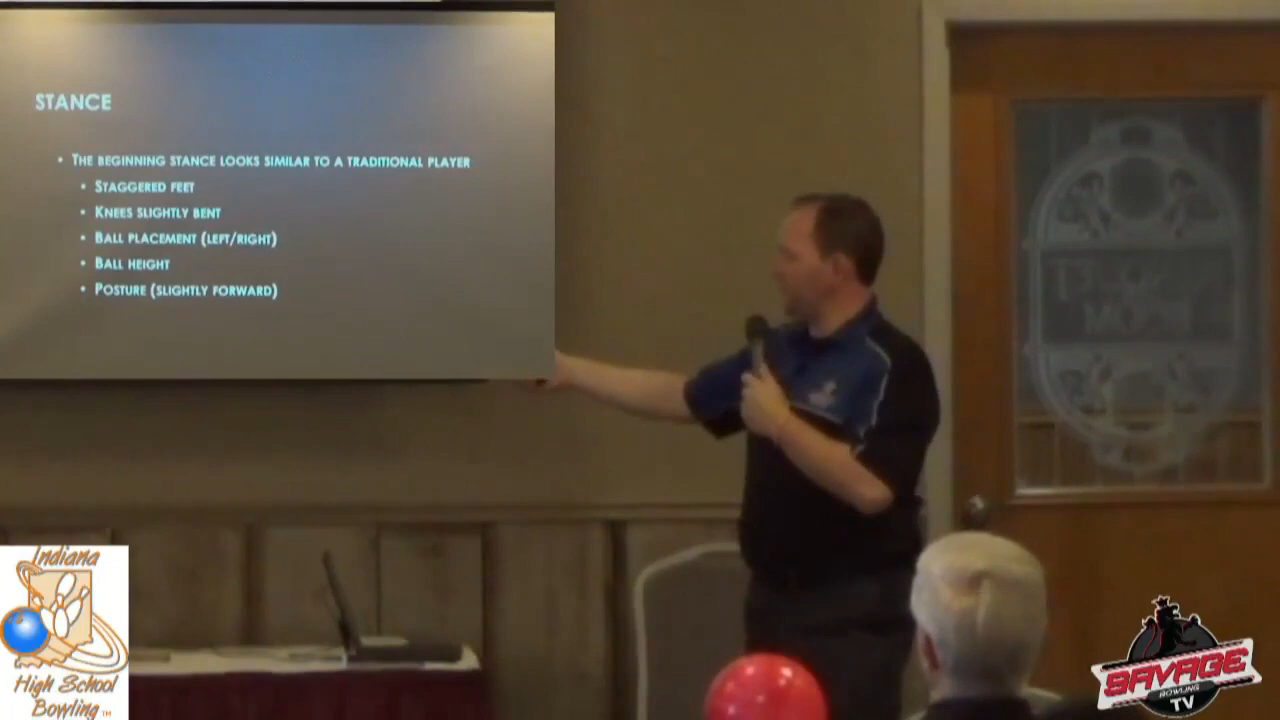 STANCE
• THE BEGINNING STANCE LOOKS SIMILAR TO A TRADITIONAL PLAYER
• STAGGERED FEET
• KNEES SLIGHTLY BENT
• BALL PLACEMENT (LEFT/RIGHT)
• BALL HEIGHT
• POSTURE (SLIGHTLY FORWARD)
Indiana
High School
Bowling™
SAVAGE
BOWLING
TV